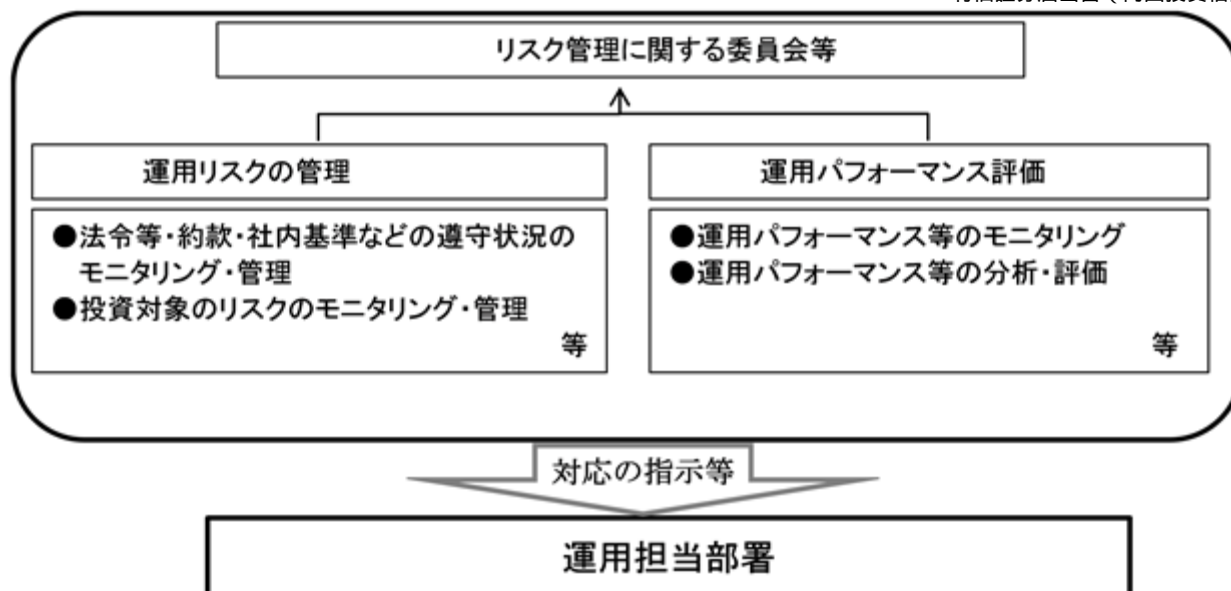 リスク管理に関する委員会等
運用リスクの管理
●法令等・約款・社内基準などの遵守状況の
モニタリング・管理
●投資対象のリスクのモニタリング・管理
等
運用パフォーマンス評価
●運用パフォーマンス等のモニタリング
●運用パフォーマンス等の分析・評価
等
対応の指示等
運用担当部署